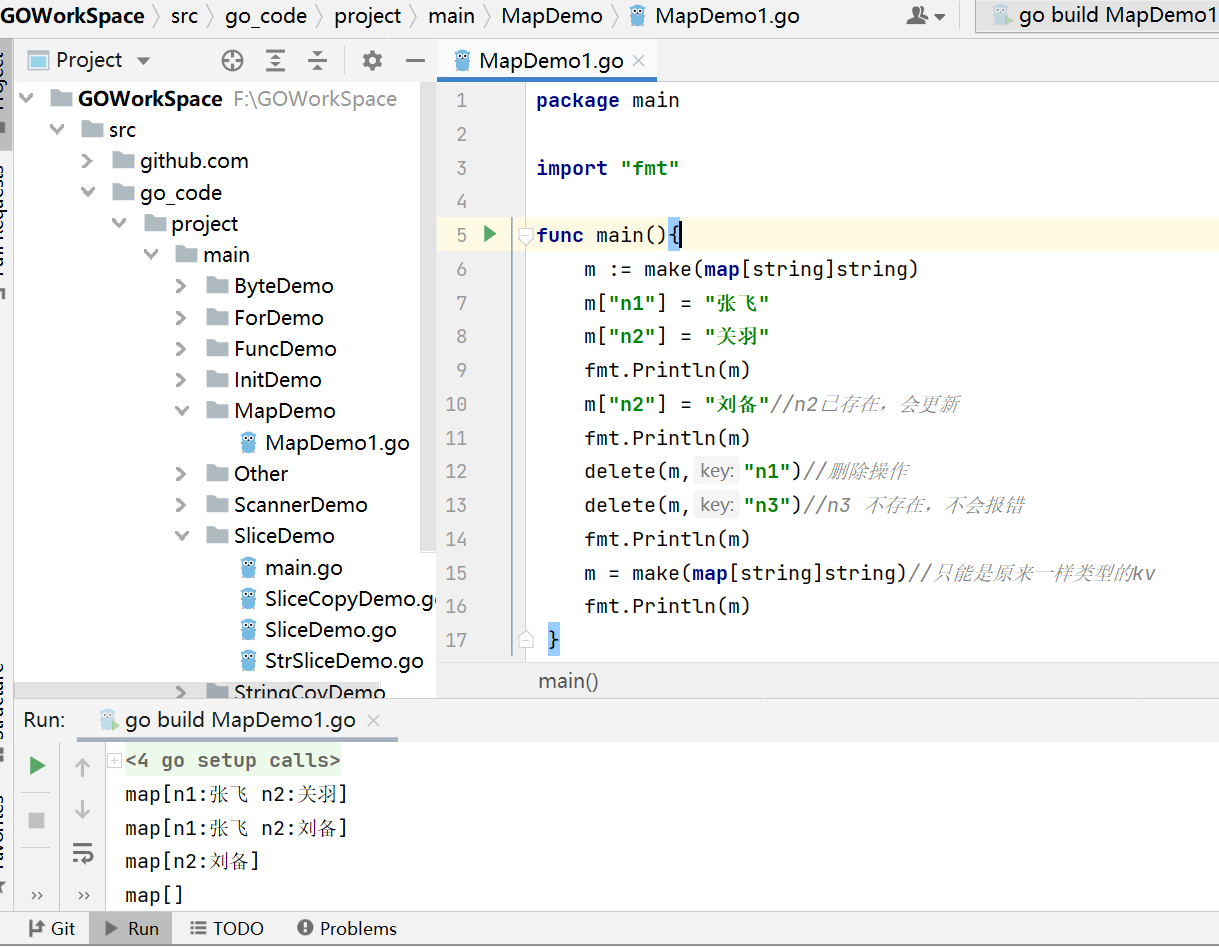 GOWorkSpace src go_code project main MapDemo MapDemo1.go go build MapDemo1
Project MapDemo1.go
GOWorkSpace F:\GOWorkSpace
src
github.com
go_code
project
main
ByteDemo
ForDemo
FuncDemo
InitDemo
MapDemo
MapDemo1.go
Other
ScannerDemo
SliceDemo
main.go
SliceCopyDemo.go
SliceDemo.go
StrSliceDemo.go
StringCovDemo
1 package main
2
3 import "fmt"
4
5 func main(){
6 m := make(map[string]string)
7 m["n1"] = "张飞"
8 m["n2"] = "关羽"
9 fmt.Println(m)
10 m["n2"] = "刘备"//n2已存在，会更新
11 fmt.Println(m)
12 delete(m, key: "n1")//删除操作
13 delete(m, key: "n3")//n3 不存在，不会报错
14 fmt.Println(m)
15 m = make(map[string]string)//只能是原来一样类型的kv
16 fmt.Println(m)
17 }
main()
Run: go build MapDemo1.go
<4 go setup calls>
map[n1:张飞 n2:关羽]
map[n1:张飞 n2:刘备]
map[n2:刘备]
map[]
Git Run TODO Problems